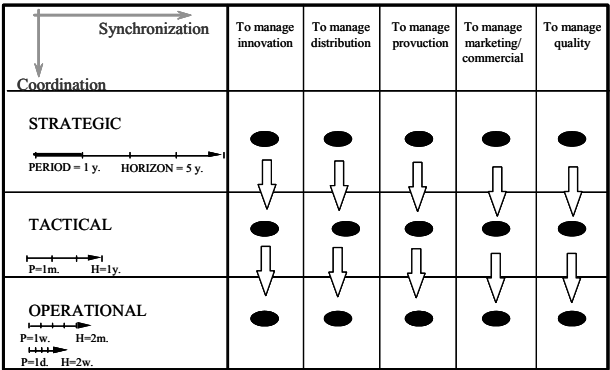 Synchronization
Coordination
To manage
innovation
To manage
distribution
To manage
provuction
To manage
marketing/
commercial
To manage
quality
STRATEGIC
PERIOD = 1 y. HORIZON = 5 y.
TACTICAL
P=1m. H=1y.
OPERATIONAL
P=1w. H=2m.
P=1d. H=2w.